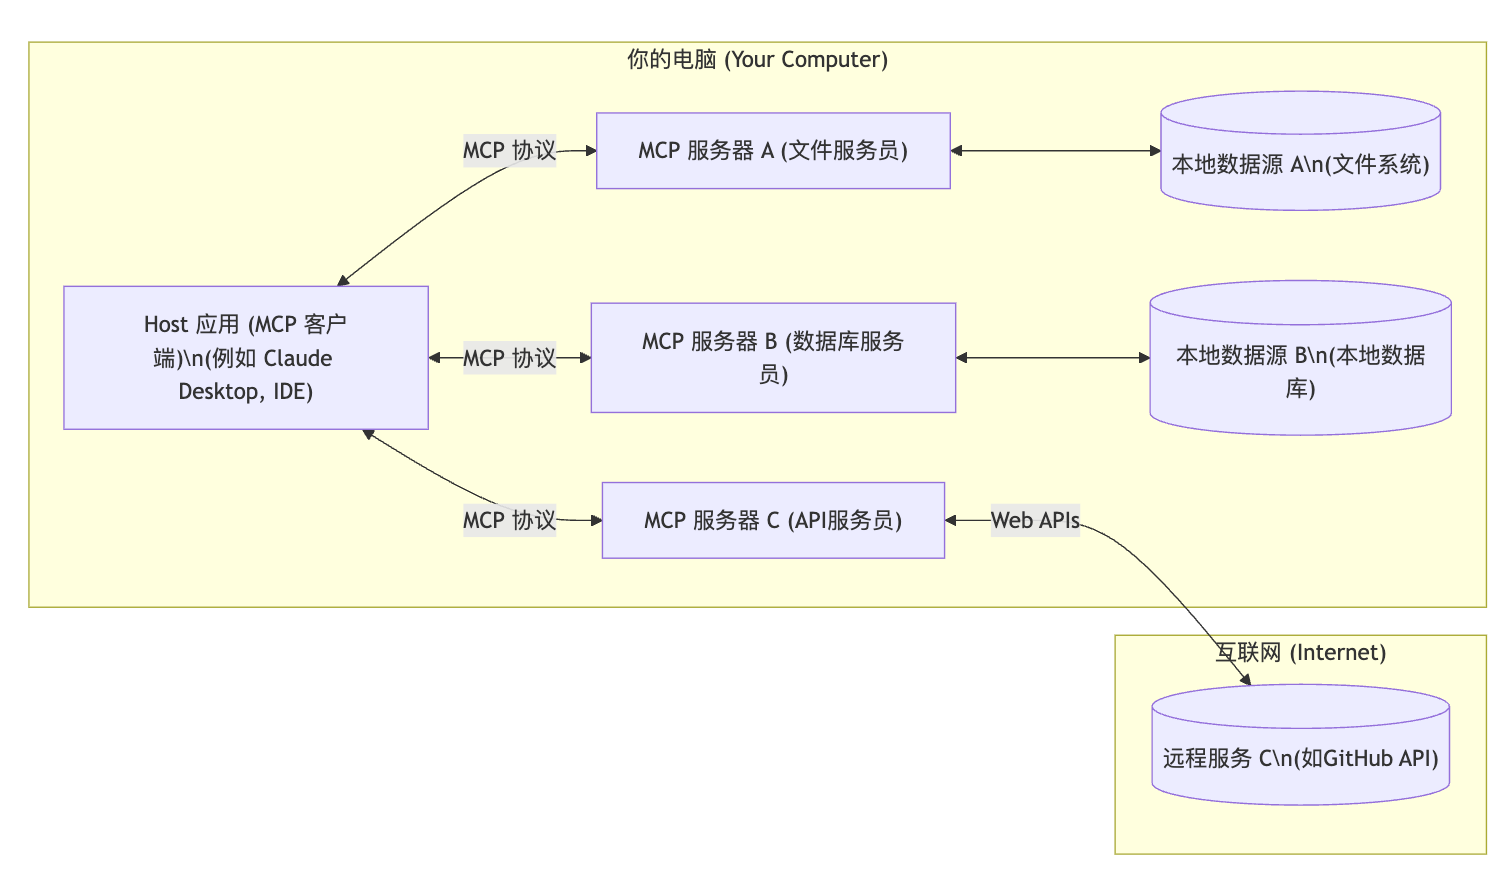 你的电脑 (Your Computer)
MCP 协议
MCP 服务器 A (文件服务员)
本地数据源 A\n(文件系统)
Host 应用 (MCP 客户
端)\n(例如 Claude
Desktop, IDE)
MCP 协议
MCP 服务器 B (数据库服务
员)
本地数据源 B\n(本地数据
库)
MCP 协议
MCP 服务器 C (API服务员)
Web APIs
互联网 (Internet)
远程服务 C\n(如GitHub API)